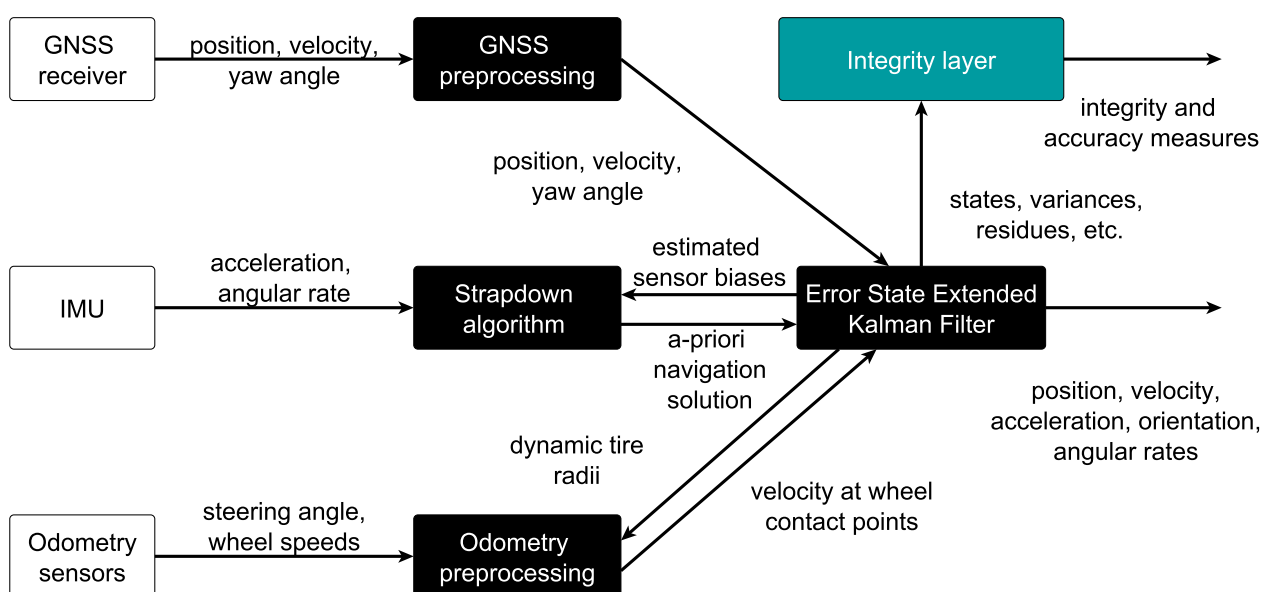 GNSS
receiver
position, velocity,
yaw angle
GNSS
preprocessing
Integrity layer
integrity and
accuracy measures
position, velocity,
yaw angle
states, variances,
residues, etc.
IMU
acceleration,
angular rate
Strapdown
algorithm
estimated
sensor biases
a-priori
navigation
solution
Error State Extended
Kalman Filter
position, velocity,
acceleration, orientation,
angular rates
dynamic tire
radii
velocity at wheel
contact points
Odometry
sensors
steering angle,
wheel speeds
Odometry
preprocessing